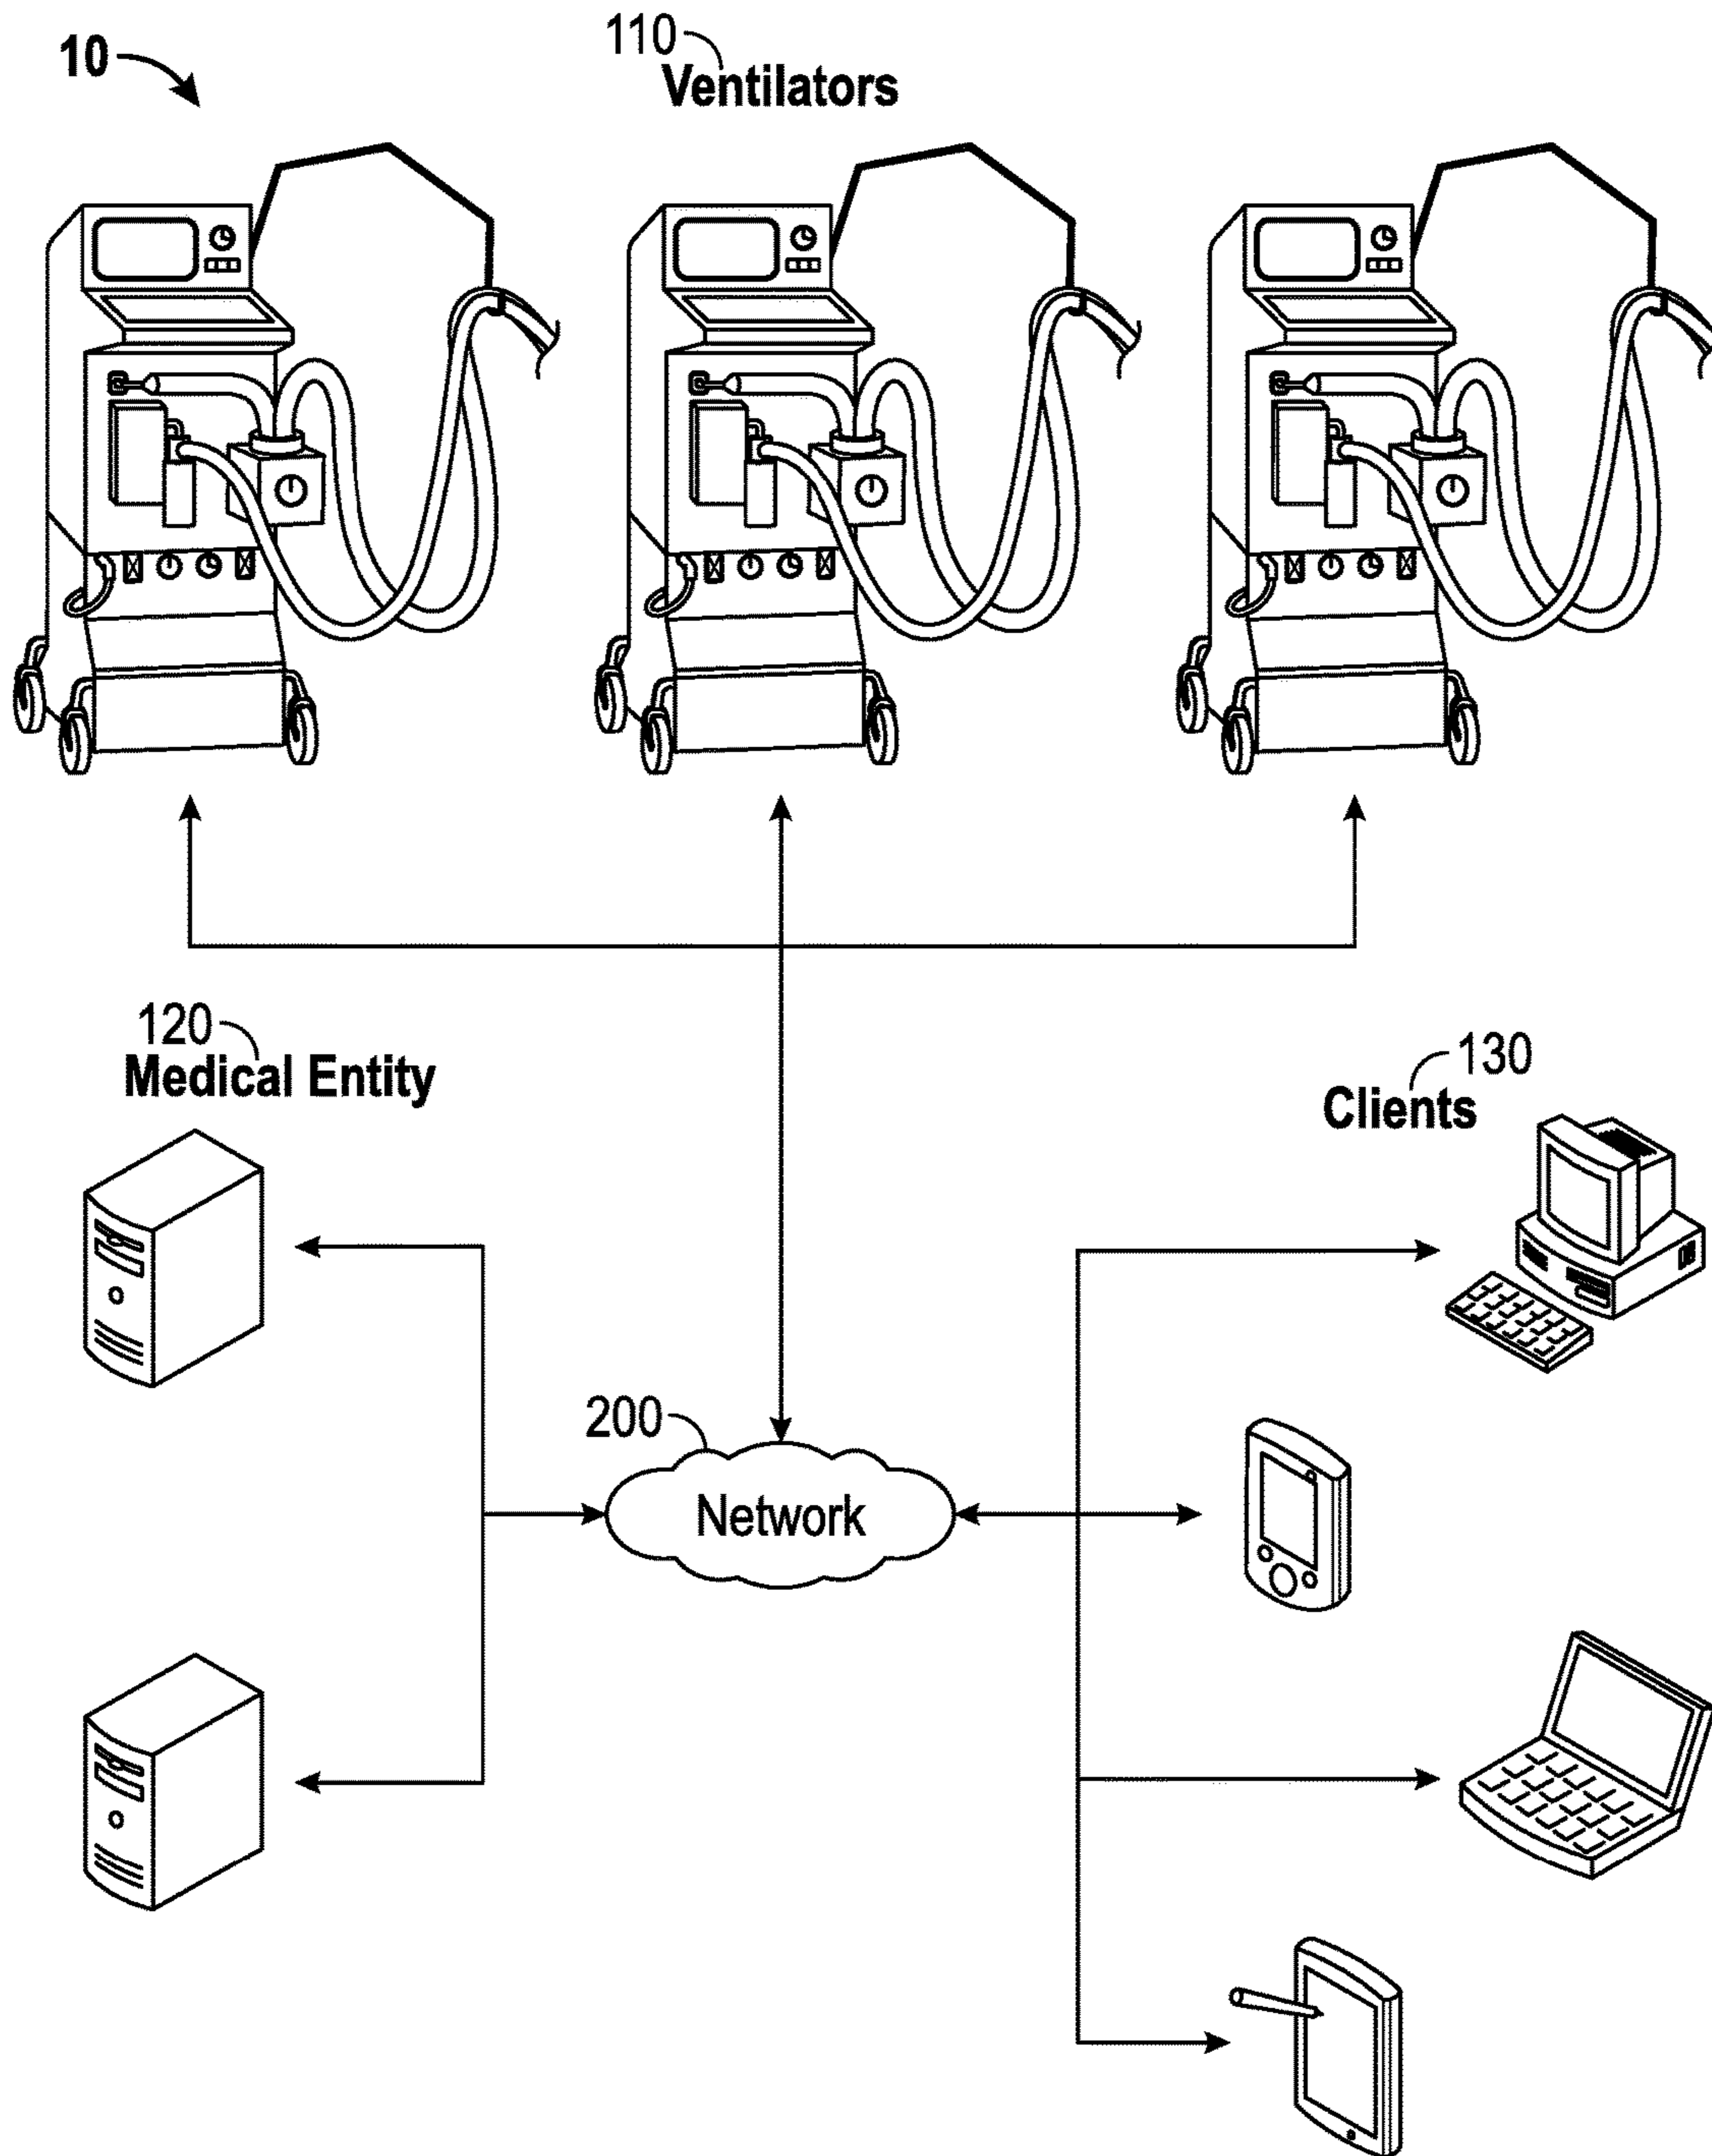 10
110
Ventilators
120
Medical Entity
130
Clients
200
Network